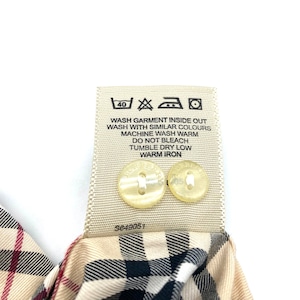 40
WASH GARMENT INSIDE OUT
WASH WITH SIMILAR COLOURS
MACHINE WASH WARM
DO NOT BLEACH
TUMBLE DRY LOW
WARM IRON